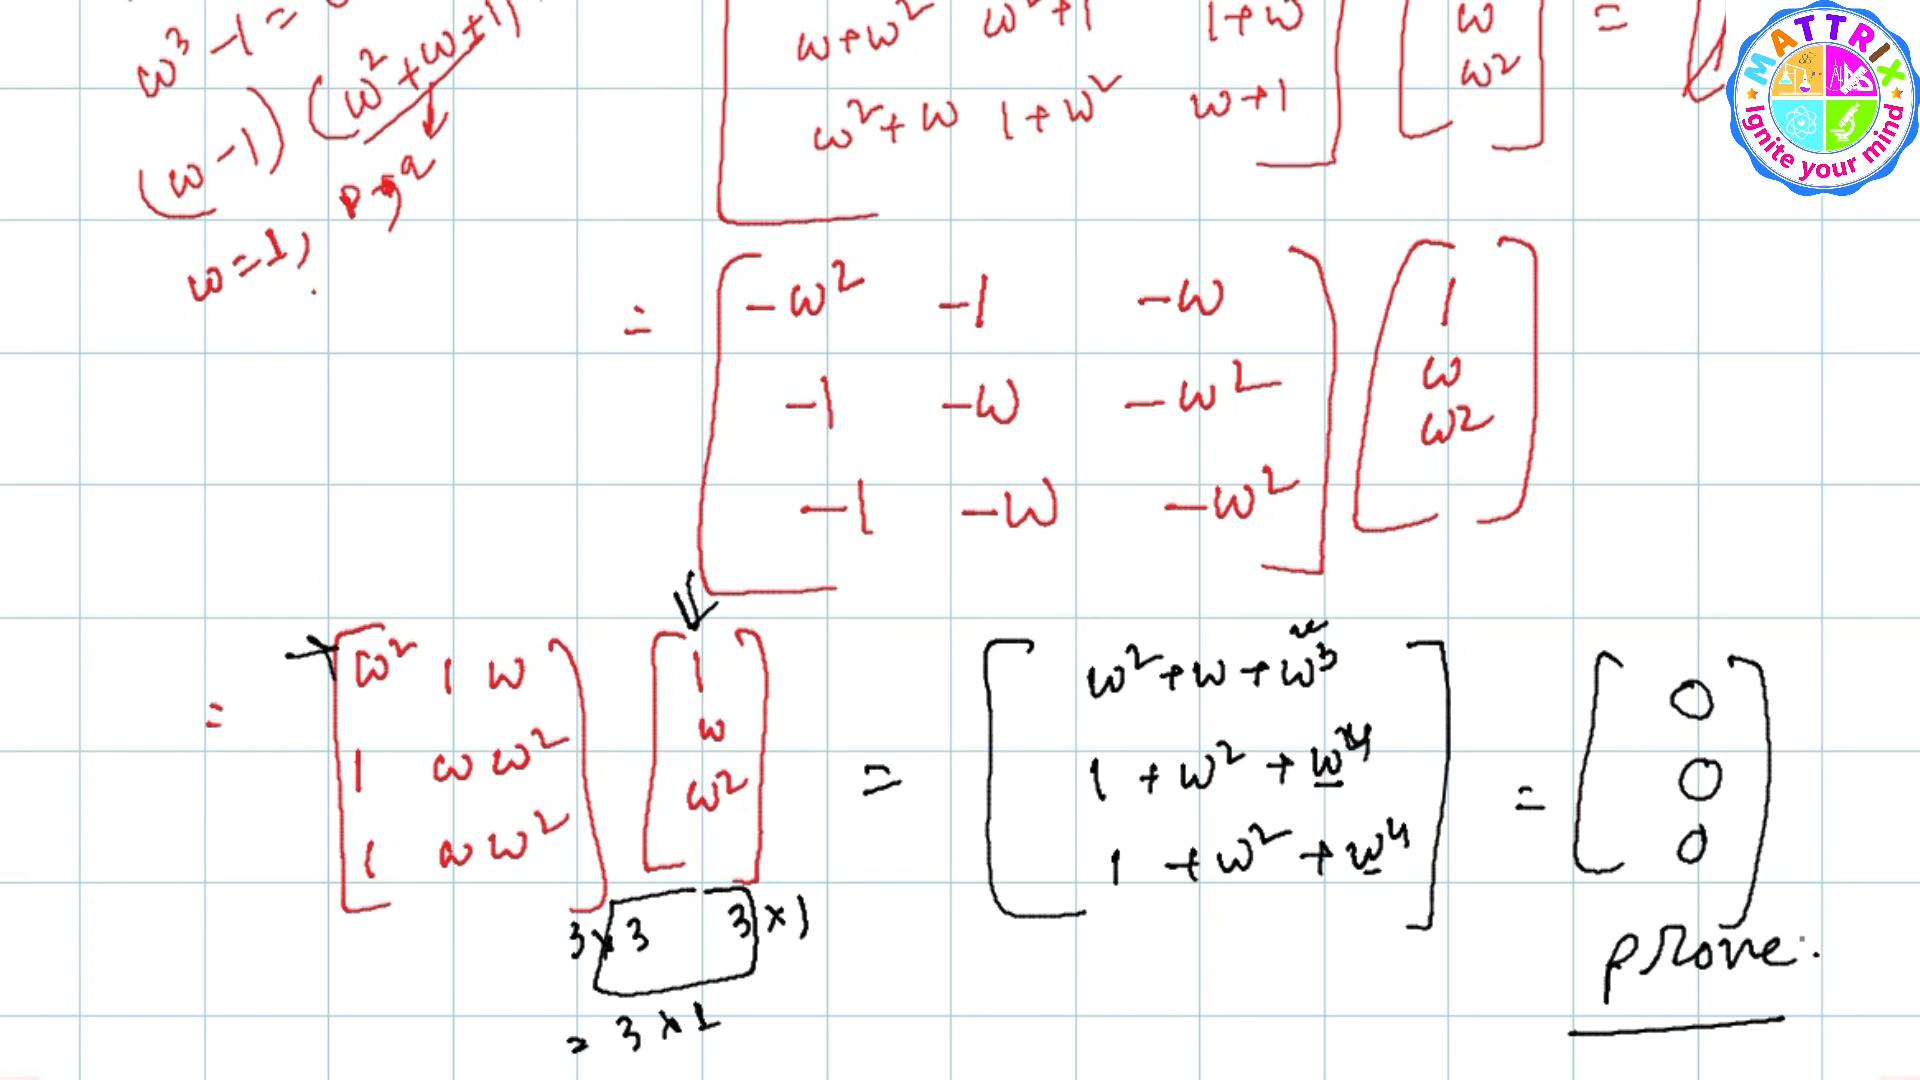 ω³ - 1 =
(ω - 1) (ω² + ω + 1)
ω = 1,
ω + ω² ω² + 1 1 + ω ω =
ω² + ω 1 + ω² ω + 1 ω²
MATTRIX
Ignite your mind
= -ω² -1 -ω 1
-1 -ω -ω² ω
ω²
-1 -ω -ω²
= - ω² 1 ω 1 = ω² + ω + ω³ = 0
1 ω ω² ω 1 + ω² + ω⁴ 0
1 ω ω² ω² 1 + ω² + ω⁴ 0
3×3 3×1
= 3×1
prove.